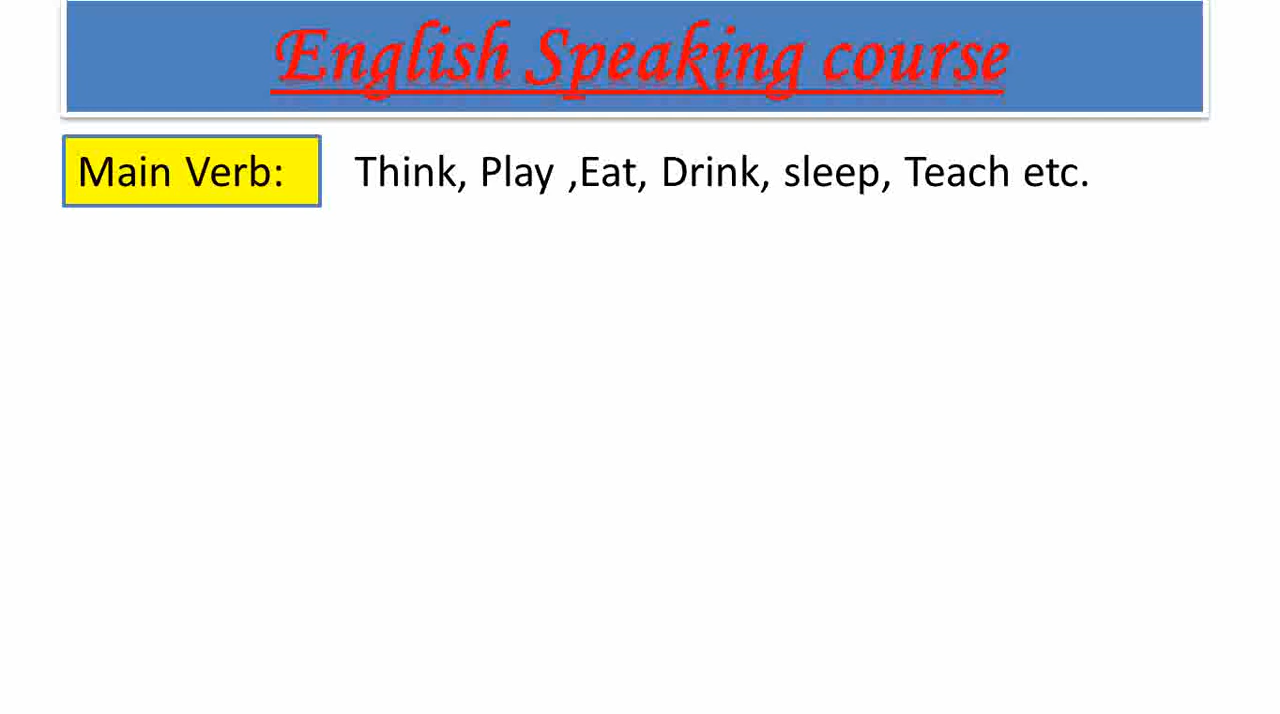 English Speaking course
Main Verb: Think, Play ,Eat, Drink, sleep, Teach etc.